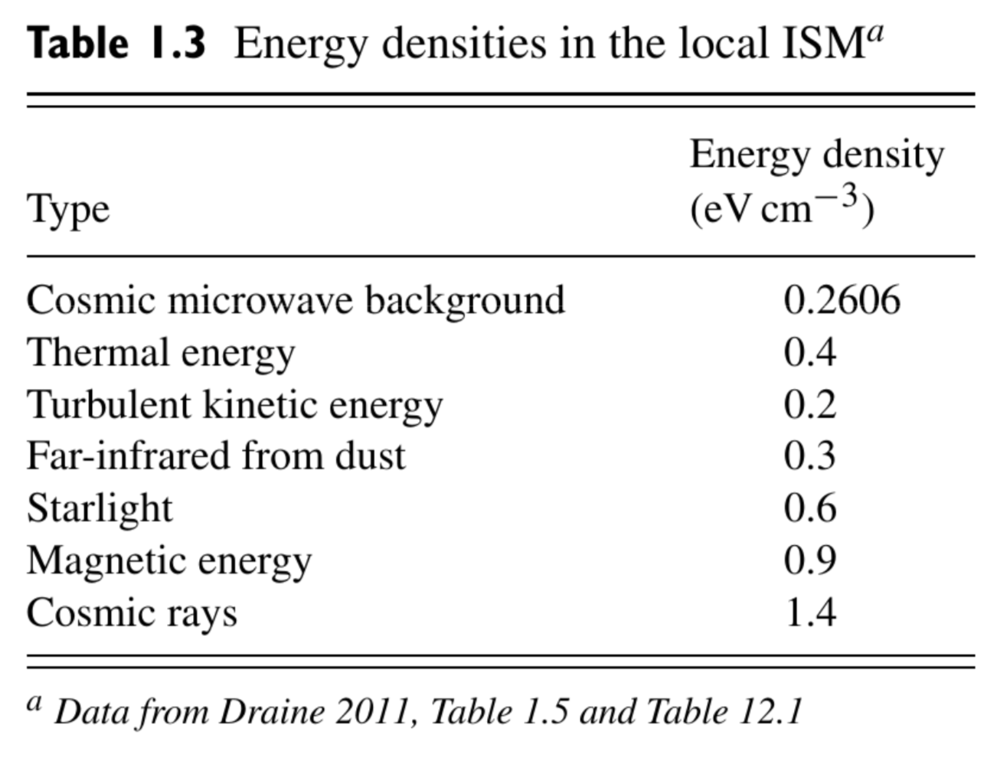 Table 1.3 Energy densities in the local ISMᵃ
Energy density
Type (eV cm⁻³)
Cosmic microwave background 0.2606
Thermal energy 0.4
Turbulent kinetic energy 0.2
Far-infrared from dust 0.3
Starlight 0.6
Magnetic energy 0.9
Cosmic rays 1.4
ᵃ Data from Draine 2011, Table 1.5 and Table 12.1